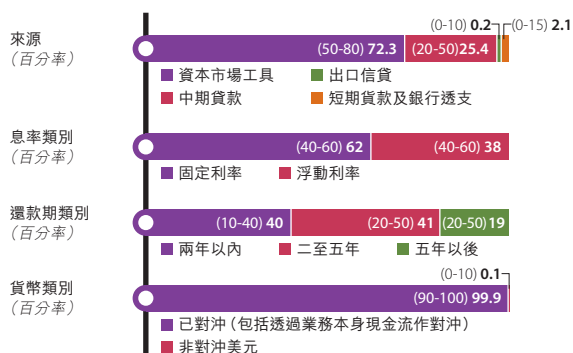 (0-10) 0.2 (0-15) 2.1
來源
(百分率)
(50-80) 72.3 (20-50)25.4
資本市場工具 出口信貸
中期貸款 短期貸款及銀行透支
息率類別
(百分率)
(40-60) 62 (40-60) 38
固定利率 浮動利率
還款期類別
(百分率)
(10-40) 40 (20-50) 41 (20-50) 19
兩年以內 二至五年 五年以後
(0-10) 0.1
貨幣類別
(百分率)
(90-100) 99.9
已對沖(包括透過業務本身現金流作對沖)
非對沖美元